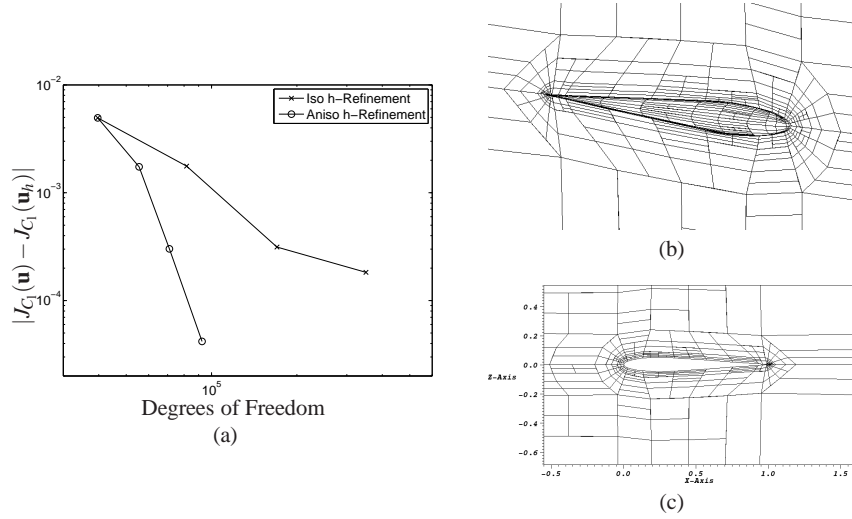 10⁻²
10⁻³
10⁻⁴
10⁵
Iso h−Refinement
Aniso h−Refinement
|J_{C_l}(u) − J_{C_l}(u_h)|
Degrees of Freedom
(a)
(b)
0.4
0.2
0.0
-0.2
-0.4
-0.6
Z-Axis
-0.5
0.0
0.5
1.0
1.5
X-Axis
(c)